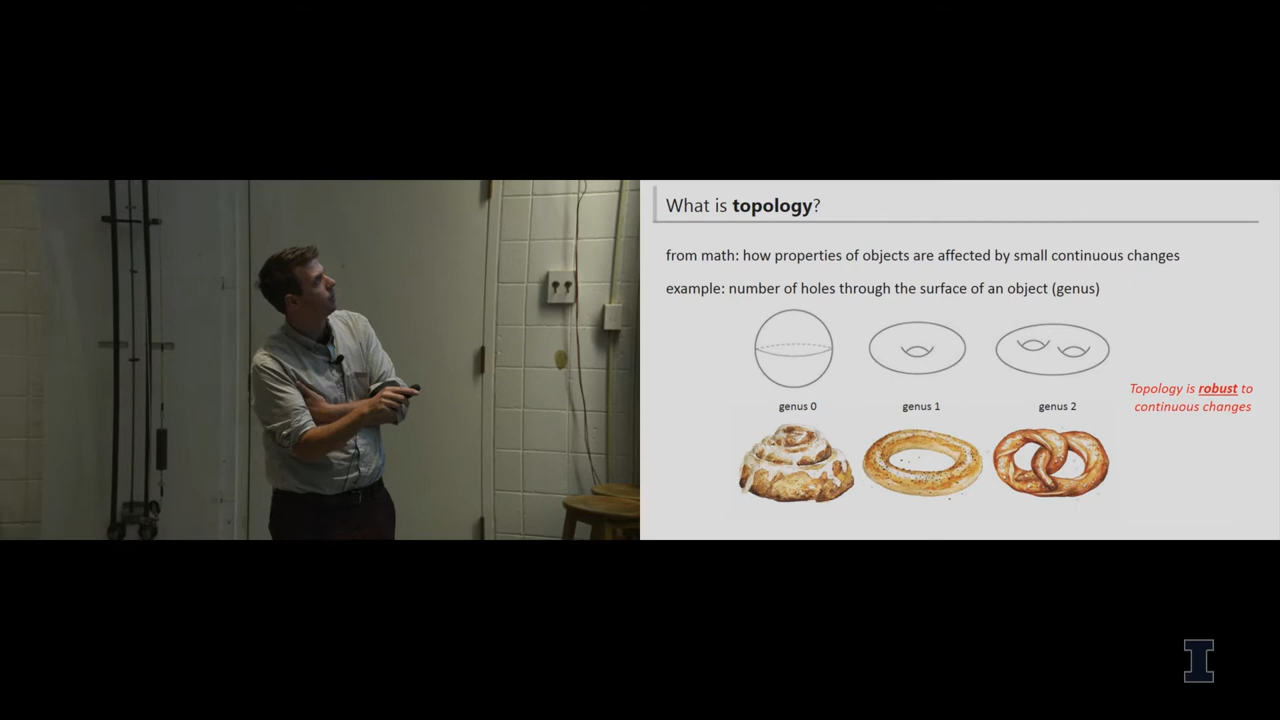 What is topology?
from math: how properties of objects are affected by small continuous changes
example: number of holes through the surface of an object (genus)
genus 0
genus 1
genus 2
Topology is robust to
continuous changes
I